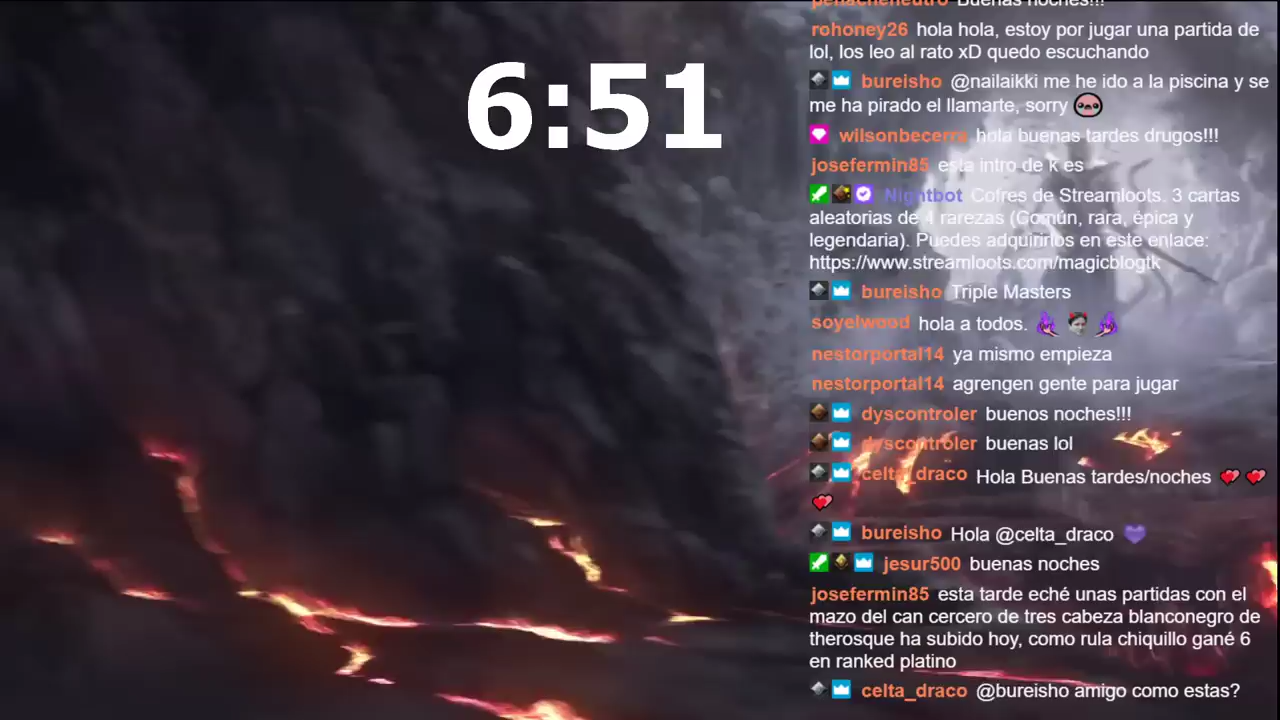 6:51
penacheneutro Buenas noches!!!
rohoney26 hola hola, estoy por jugar una partida de
lol, los leo al rato xD quedo escuchando
bureisho @nailaikki me he ido a la piscina y se
me ha pirado el llamarte, sorry
wilsonbecerra hola buenas tardes drugos!!!
josefermin85 esta intro de k es
Nightbot Cofres de Streamloots. 3 cartas
aleatorias de 4 rarezas (Común, rara, épica y
legendaria). Puedes adquirirlos en este enlace:
https://www.streamloots.com/magicblogtk
bureisho Triple Masters
soyelwood hola a todos.
nestorportal14 ya mismo empieza
nestorportal14 agrengen gente para jugar
dyscontroler buenos noches!!!
dyscontroler buenas lol
celta_draco Hola Buenas tardes/noches
bureisho Hola @celta_draco
jesur500 buenas noches
josefermin85 esta tarde eché unas partidas con el
mazo del can cercero de tres cabeza blanconegro de
therosque ha subido hoy, como rula chiquillo gané 6
en ranked platino
celta_draco @bureisho amigo como estas?